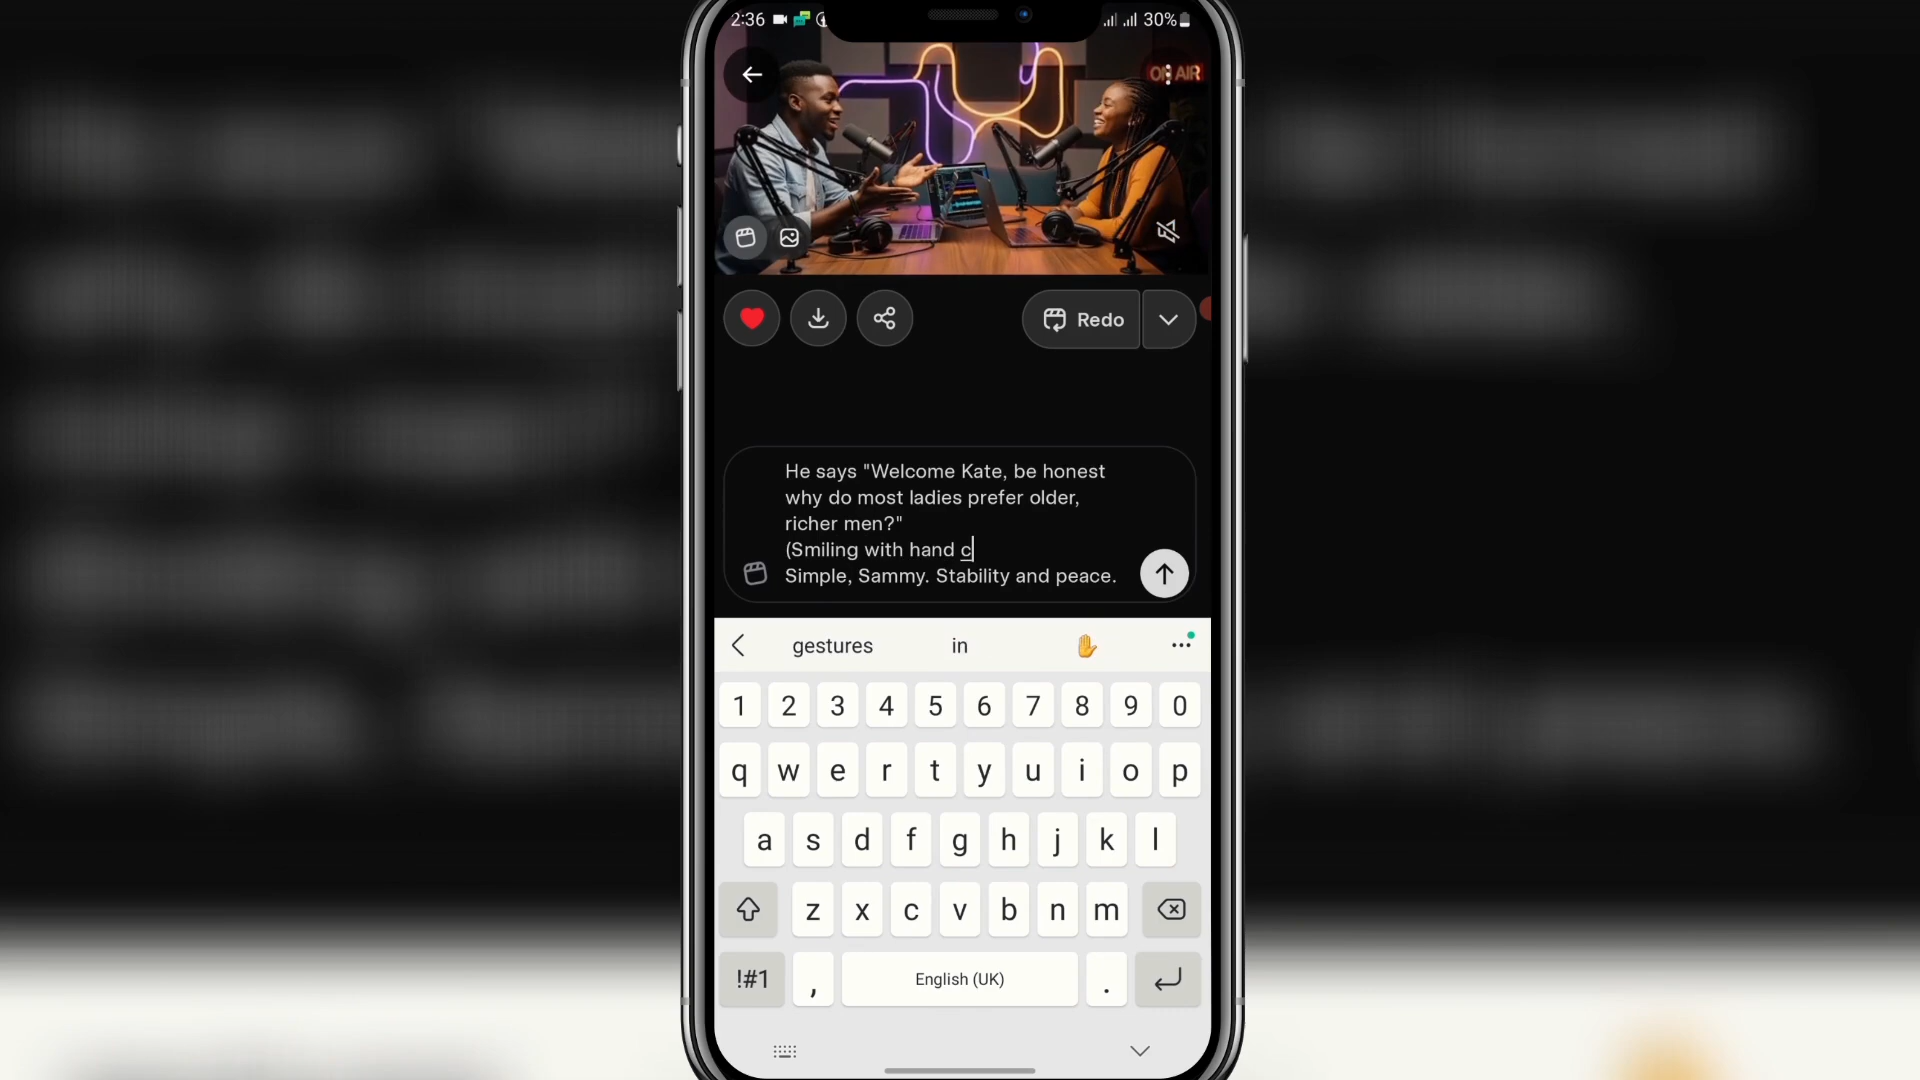 2:36
30%
ON AIR
Redo
He says "Welcome Kate, be honest
why do most ladies prefer older,
richer men?"
(Smiling with hand c
Simple, Sammy. Stability and peace.
gestures in
1 2 3 4 5 6 7 8 9 0
q w e r t y u i o p
a s d f g h j k l
z x c v b n m
!#1 , English (UK) .